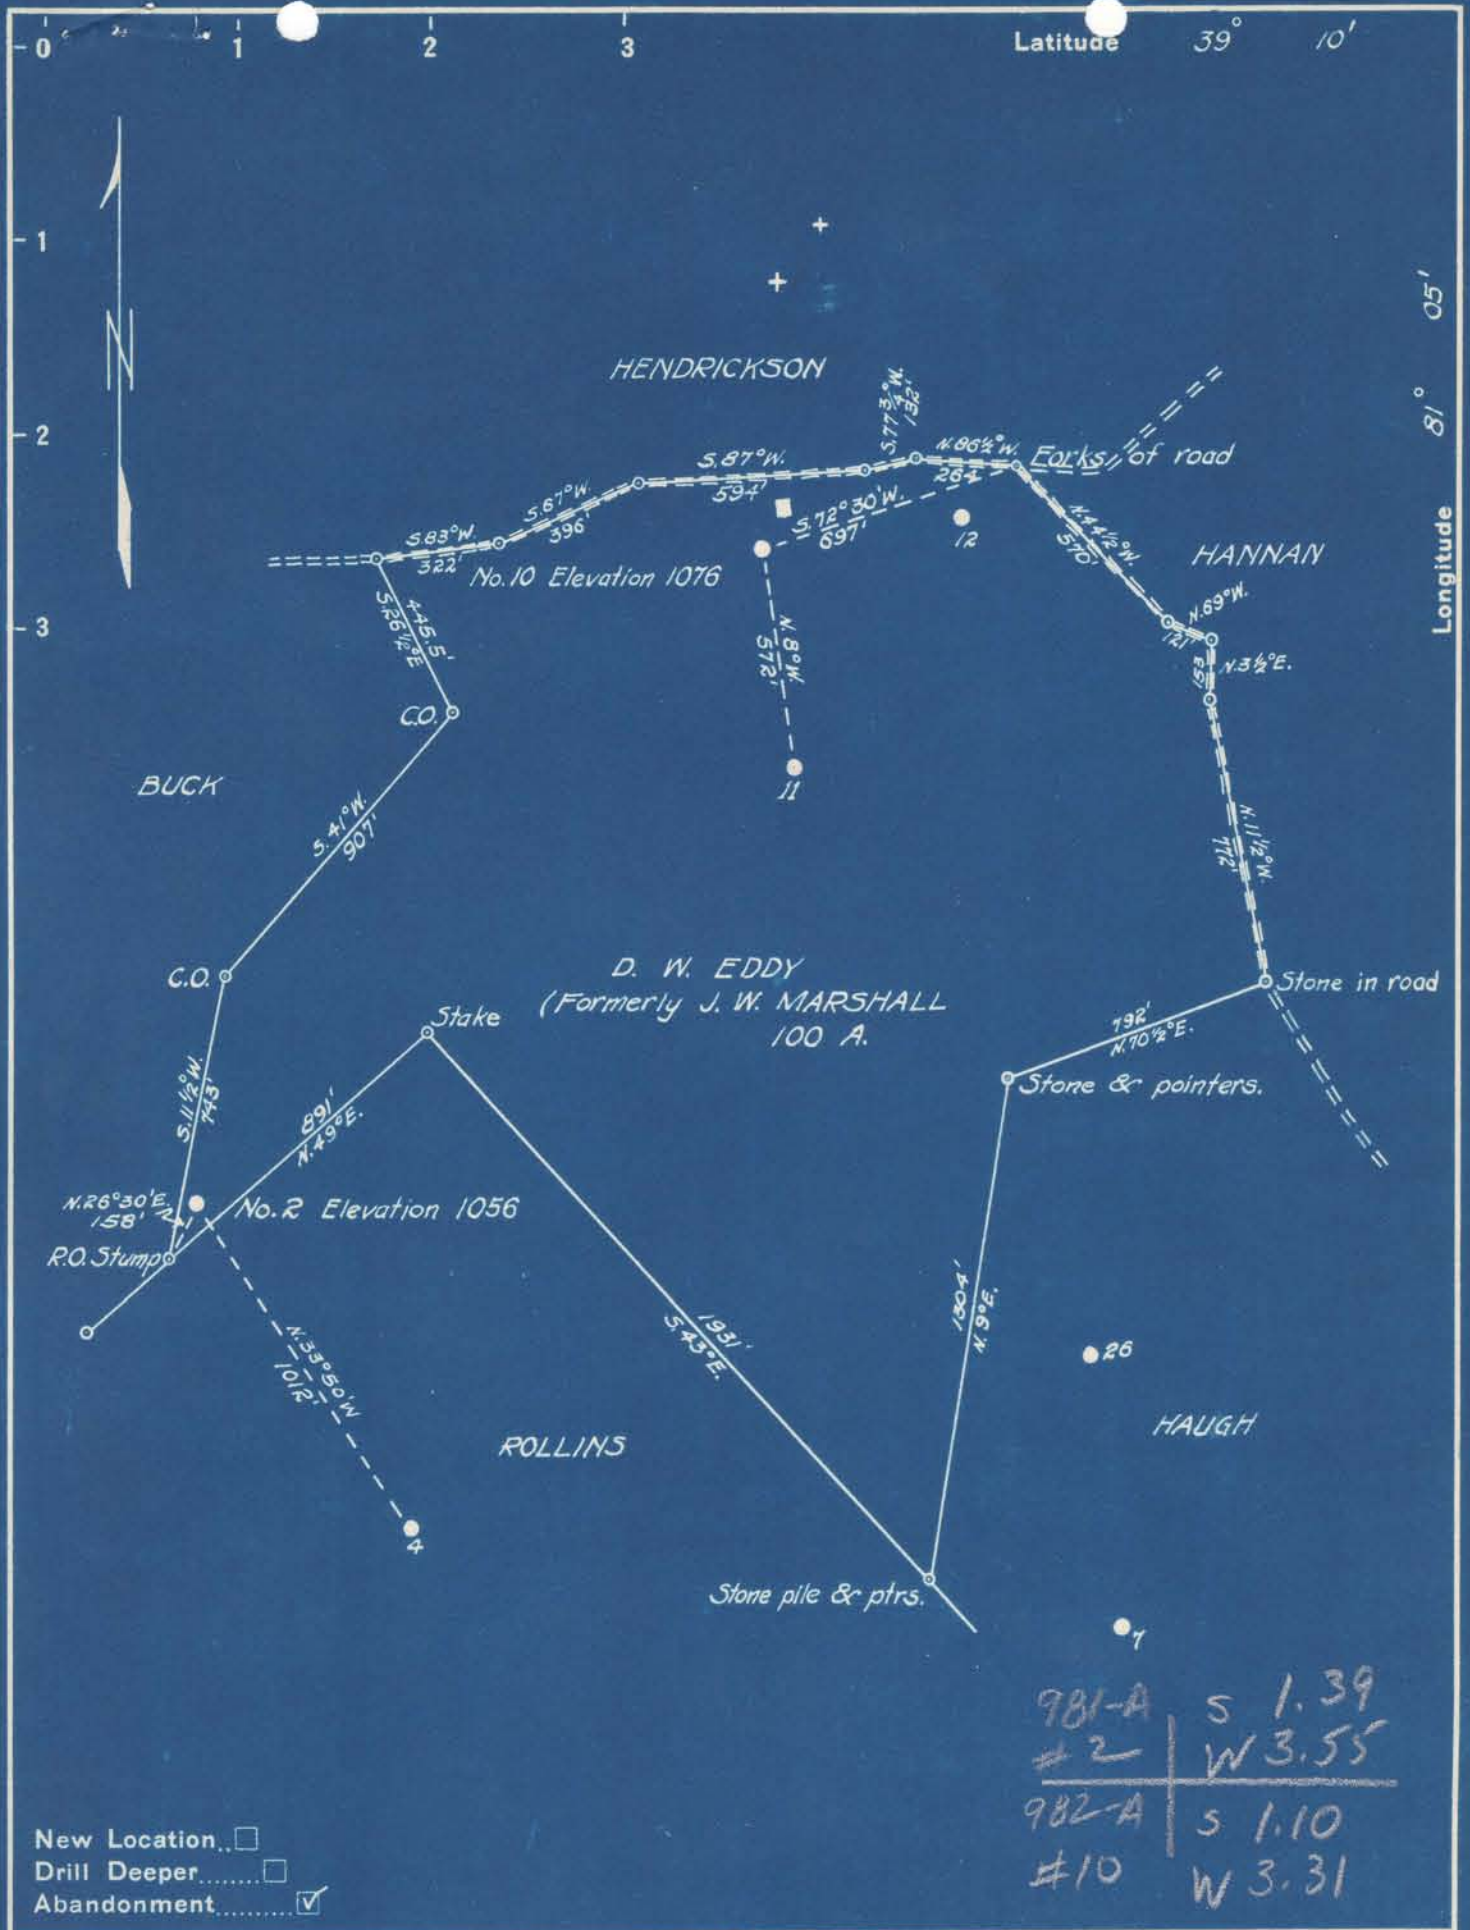 0 1 2 3 Latitude 39° 10'
1
05'
81°
Longitude
2
3
N
HENDRICKSON
S.77¾°W.
132'
S.87°W.
594'
N.86½°W.
264'
Forks of road
S.67°W.
396'
S.83°W.
322'
S.72°30'W.
697'
12
N.44½°W.
570'
HANNAN
No.10 Elevation 1076
N.69°W.
121'
445.5'
S.26½°E
N.8°W.
572'
153'
N.3½°E.
C.O.
11
BUCK
S.41°W.
907'
N.11½°W.
772'
C.O.
D. W. EDDY
(Formerly J. W. MARSHALL
100 A.
Stone in road
Stake
792'
N.70½°E.
Stone & pointers.
S.11½°W.
743'
891'
N.49°E.
N.26°30'E.
158'
No.2 Elevation 1056
R.O. Stump
1304'
N.9°E.
1931'
S.43°E.
N.33°50'W
1012'
26
ROLLINS
HAUGH
4
Stone pile & ptrs.
7
981-A S 1.39
#2 W 3.55
982-A S 1.10
#10 W 3.31
New Location..
Drill Deeper........
Abandonment..........✓